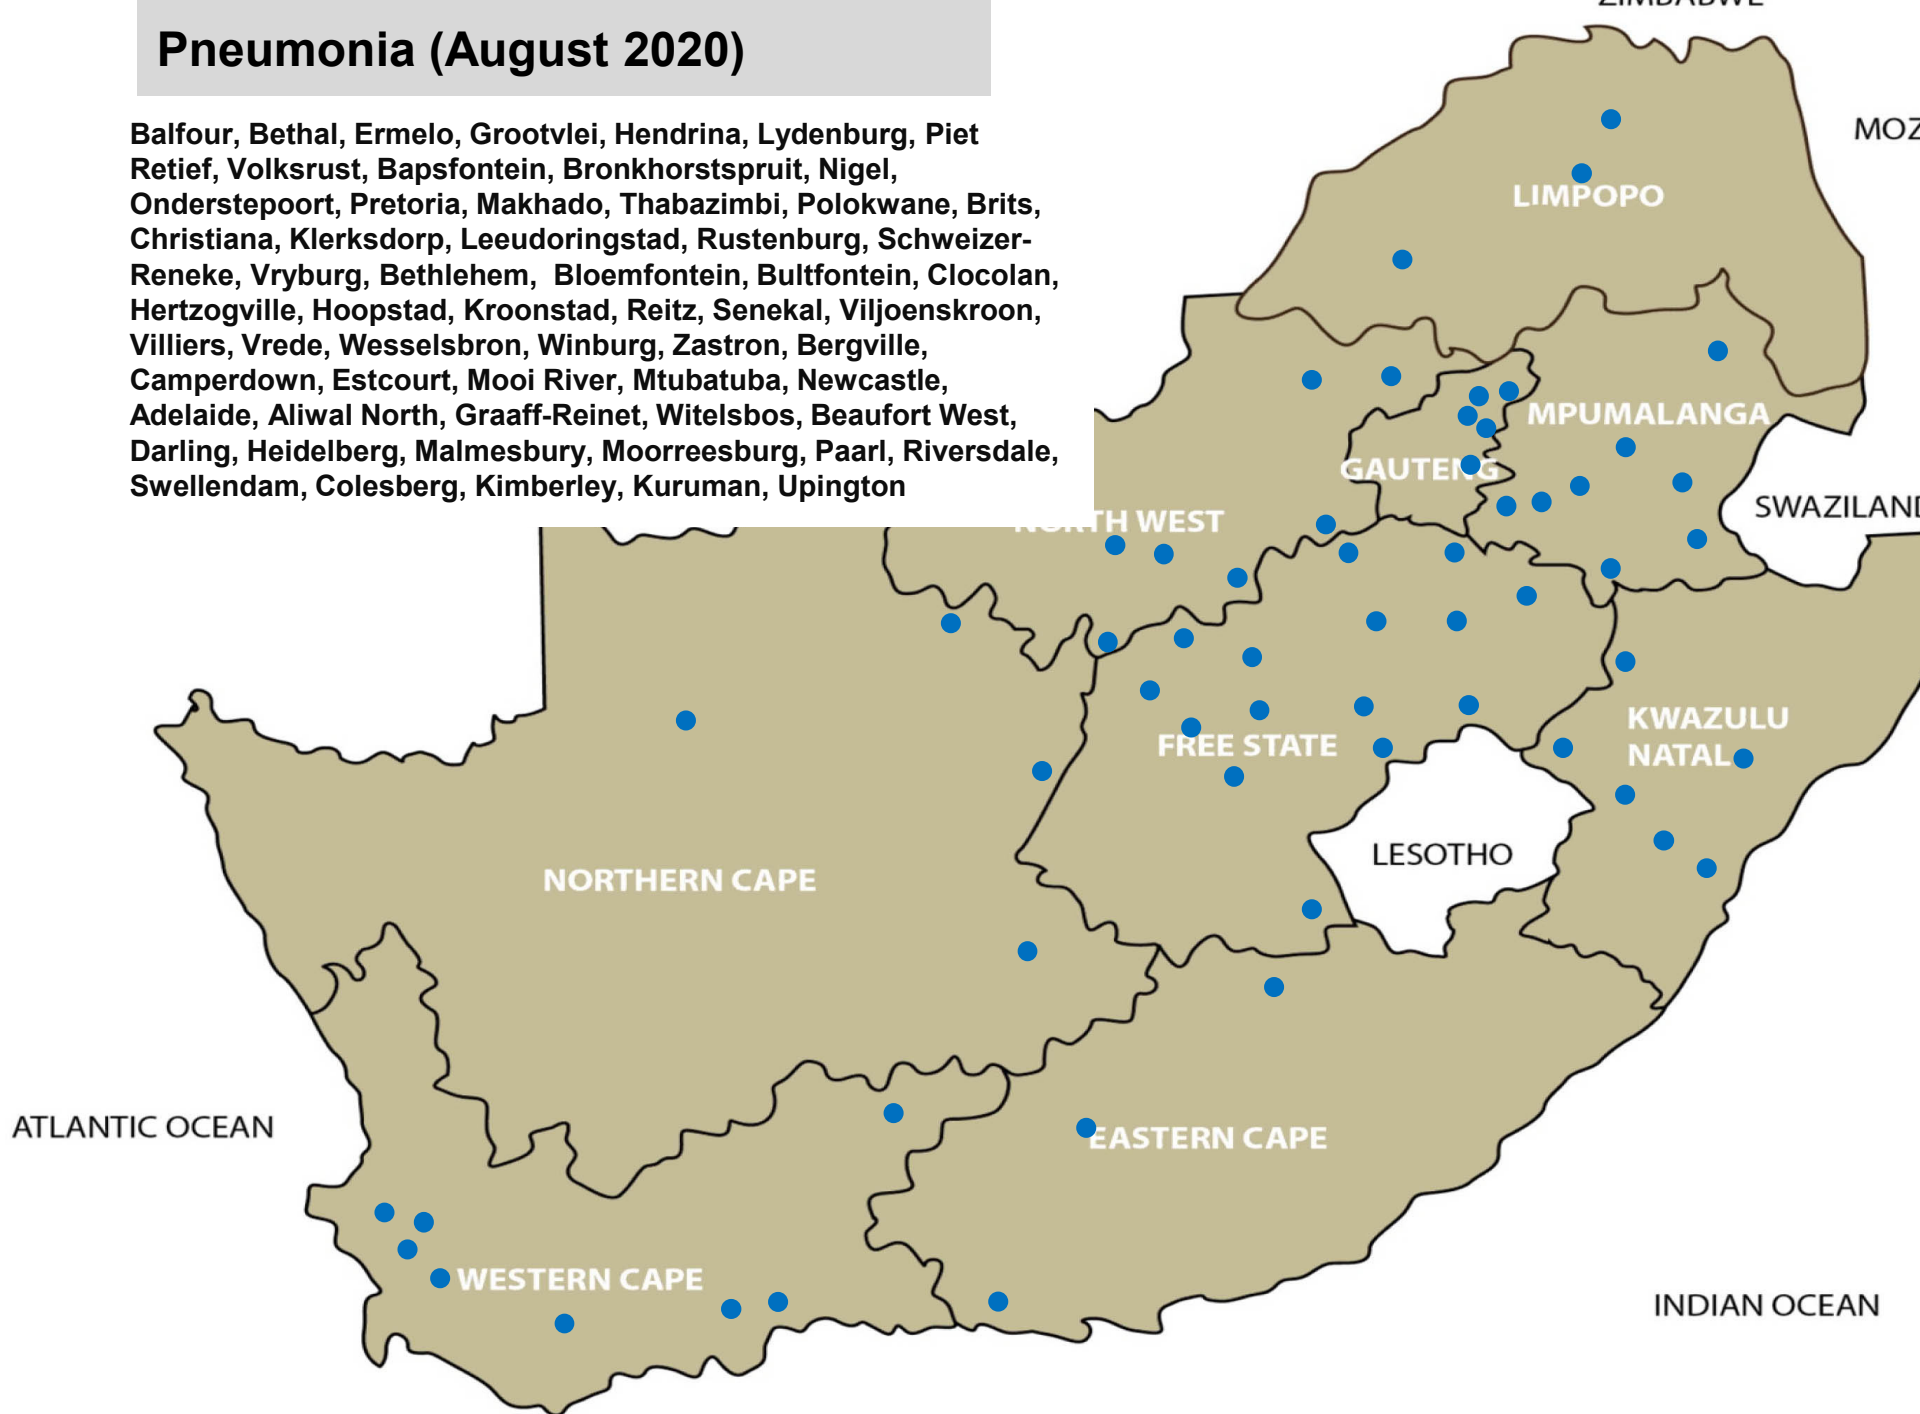 ZIMBABWE
Pneumonia (August 2020)
Balfour, Bethal, Ermelo, Grootvlei, Hendrina, Lydenburg, Piet
Retief, Volksrust, Bapsfontein, Bronkhorstspruit, Nigel,
Onderstepoort, Pretoria, Makhado, Thabazimbi, Polokwane, Brits,
Christiana, Klerksdorp, Leeudoringstad, Rustenburg, Schweizer-
Reneke, Vryburg, Bethlehem, Bloemfontein, Bultfontein, Clocolan,
Hertzogville, Hoopstad, Kroonstad, Reitz, Senekal, Viljoenskroon,
Villiers, Vrede, Wesselsbron, Winburg, Zastron, Bergville,
Camperdown, Estcourt, Mooi River, Mtubatuba, Newcastle,
Adelaide, Aliwal North, Graaff-Reinet, Witelsbos, Beaufort West,
Darling, Heidelberg, Malmesbury, Moorreesburg, Paarl, Riversdale,
Swellendam, Colesberg, Kimberley, Kuruman, Upington
MOZ
LIMPOPO
MPUMALANGA
GAUTENG
SWAZILAND
NORTH WEST
KWAZULU
NATAL
FREE STATE
LESOTHO
NORTHERN CAPE
ATLANTIC OCEAN
EASTERN CAPE
WESTERN CAPE
INDIAN OCEAN